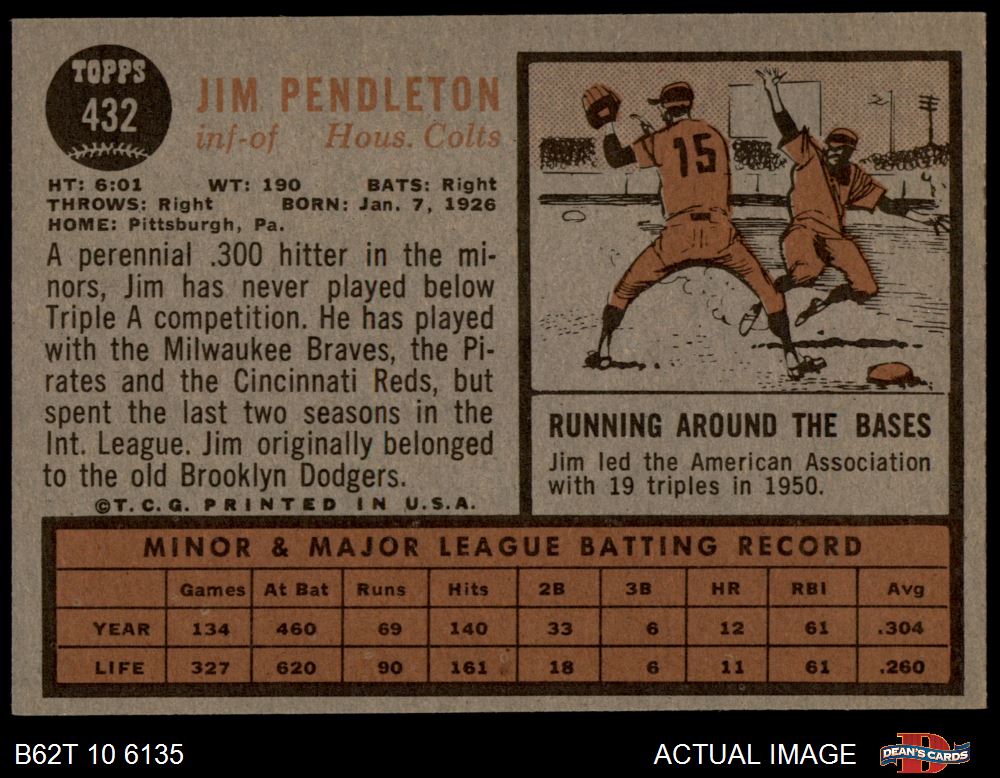 TOPPS
432
JIM PENDLETON
inf-of Hous. Colts
HT: 6:01 WT: 190 BATS: Right
THROWS: Right BORN: Jan. 7, 1926
HOME: Pittsburgh, Pa.
A perennial .300 hitter in the mi-
nors, Jim has never played below
Triple A competition. He has played
with the Milwaukee Braves, the Pi-
rates and the Cincinnati Reds, but
spent the last two seasons in the
Int. League. Jim originally belonged
to the old Brooklyn Dodgers.
©T.C.G. PRINTED IN U.S.A.
15
RUNNING AROUND THE BASES
Jim led the American Association
with 19 triples in 1950.
MINOR & MAJOR LEAGUE BATTING RECORD
Games At Bat Runs Hits 2B 3B HR RBI Avg
YEAR 134 460 69 140 33 6 12 61 .304
LIFE 327 620 90 161 18 6 11 61 .260
B62T 10 6135 ACTUAL IMAGE DEAN'S CARDS